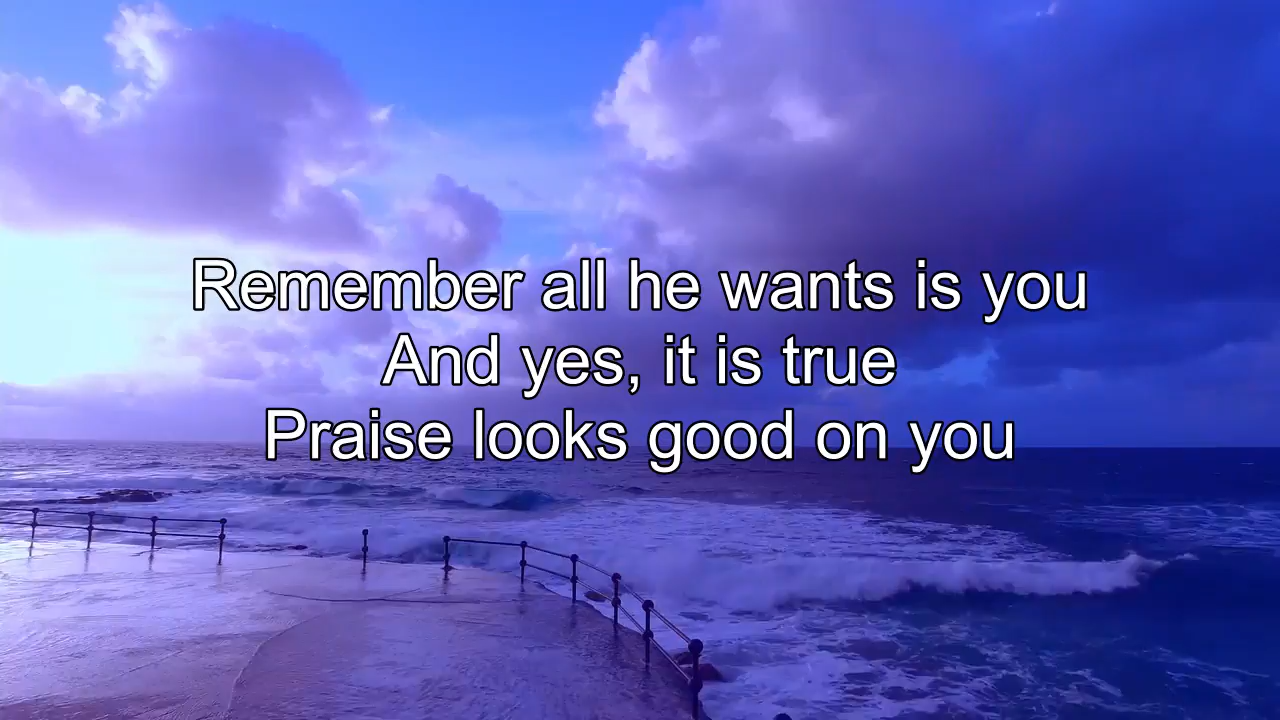 Remember all he wants is you
And yes, it is true
Praise looks good on you